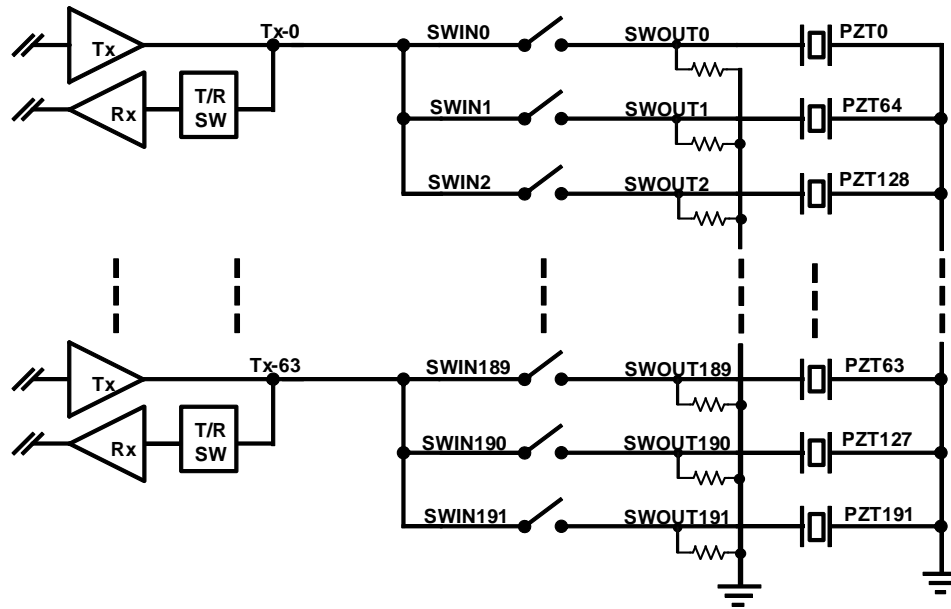 Tx-0
Tx
SWIN0
SWOUT0
PZT0
Rx
T/R
SW
SWIN1
SWOUT1
PZT64
SWIN2
SWOUT2
PZT128
Tx-63
Tx
SWIN189
SWOUT189
PZT63
Rx
T/R
SW
SWIN190
SWOUT190
PZT127
SWIN191
SWOUT191
PZT191